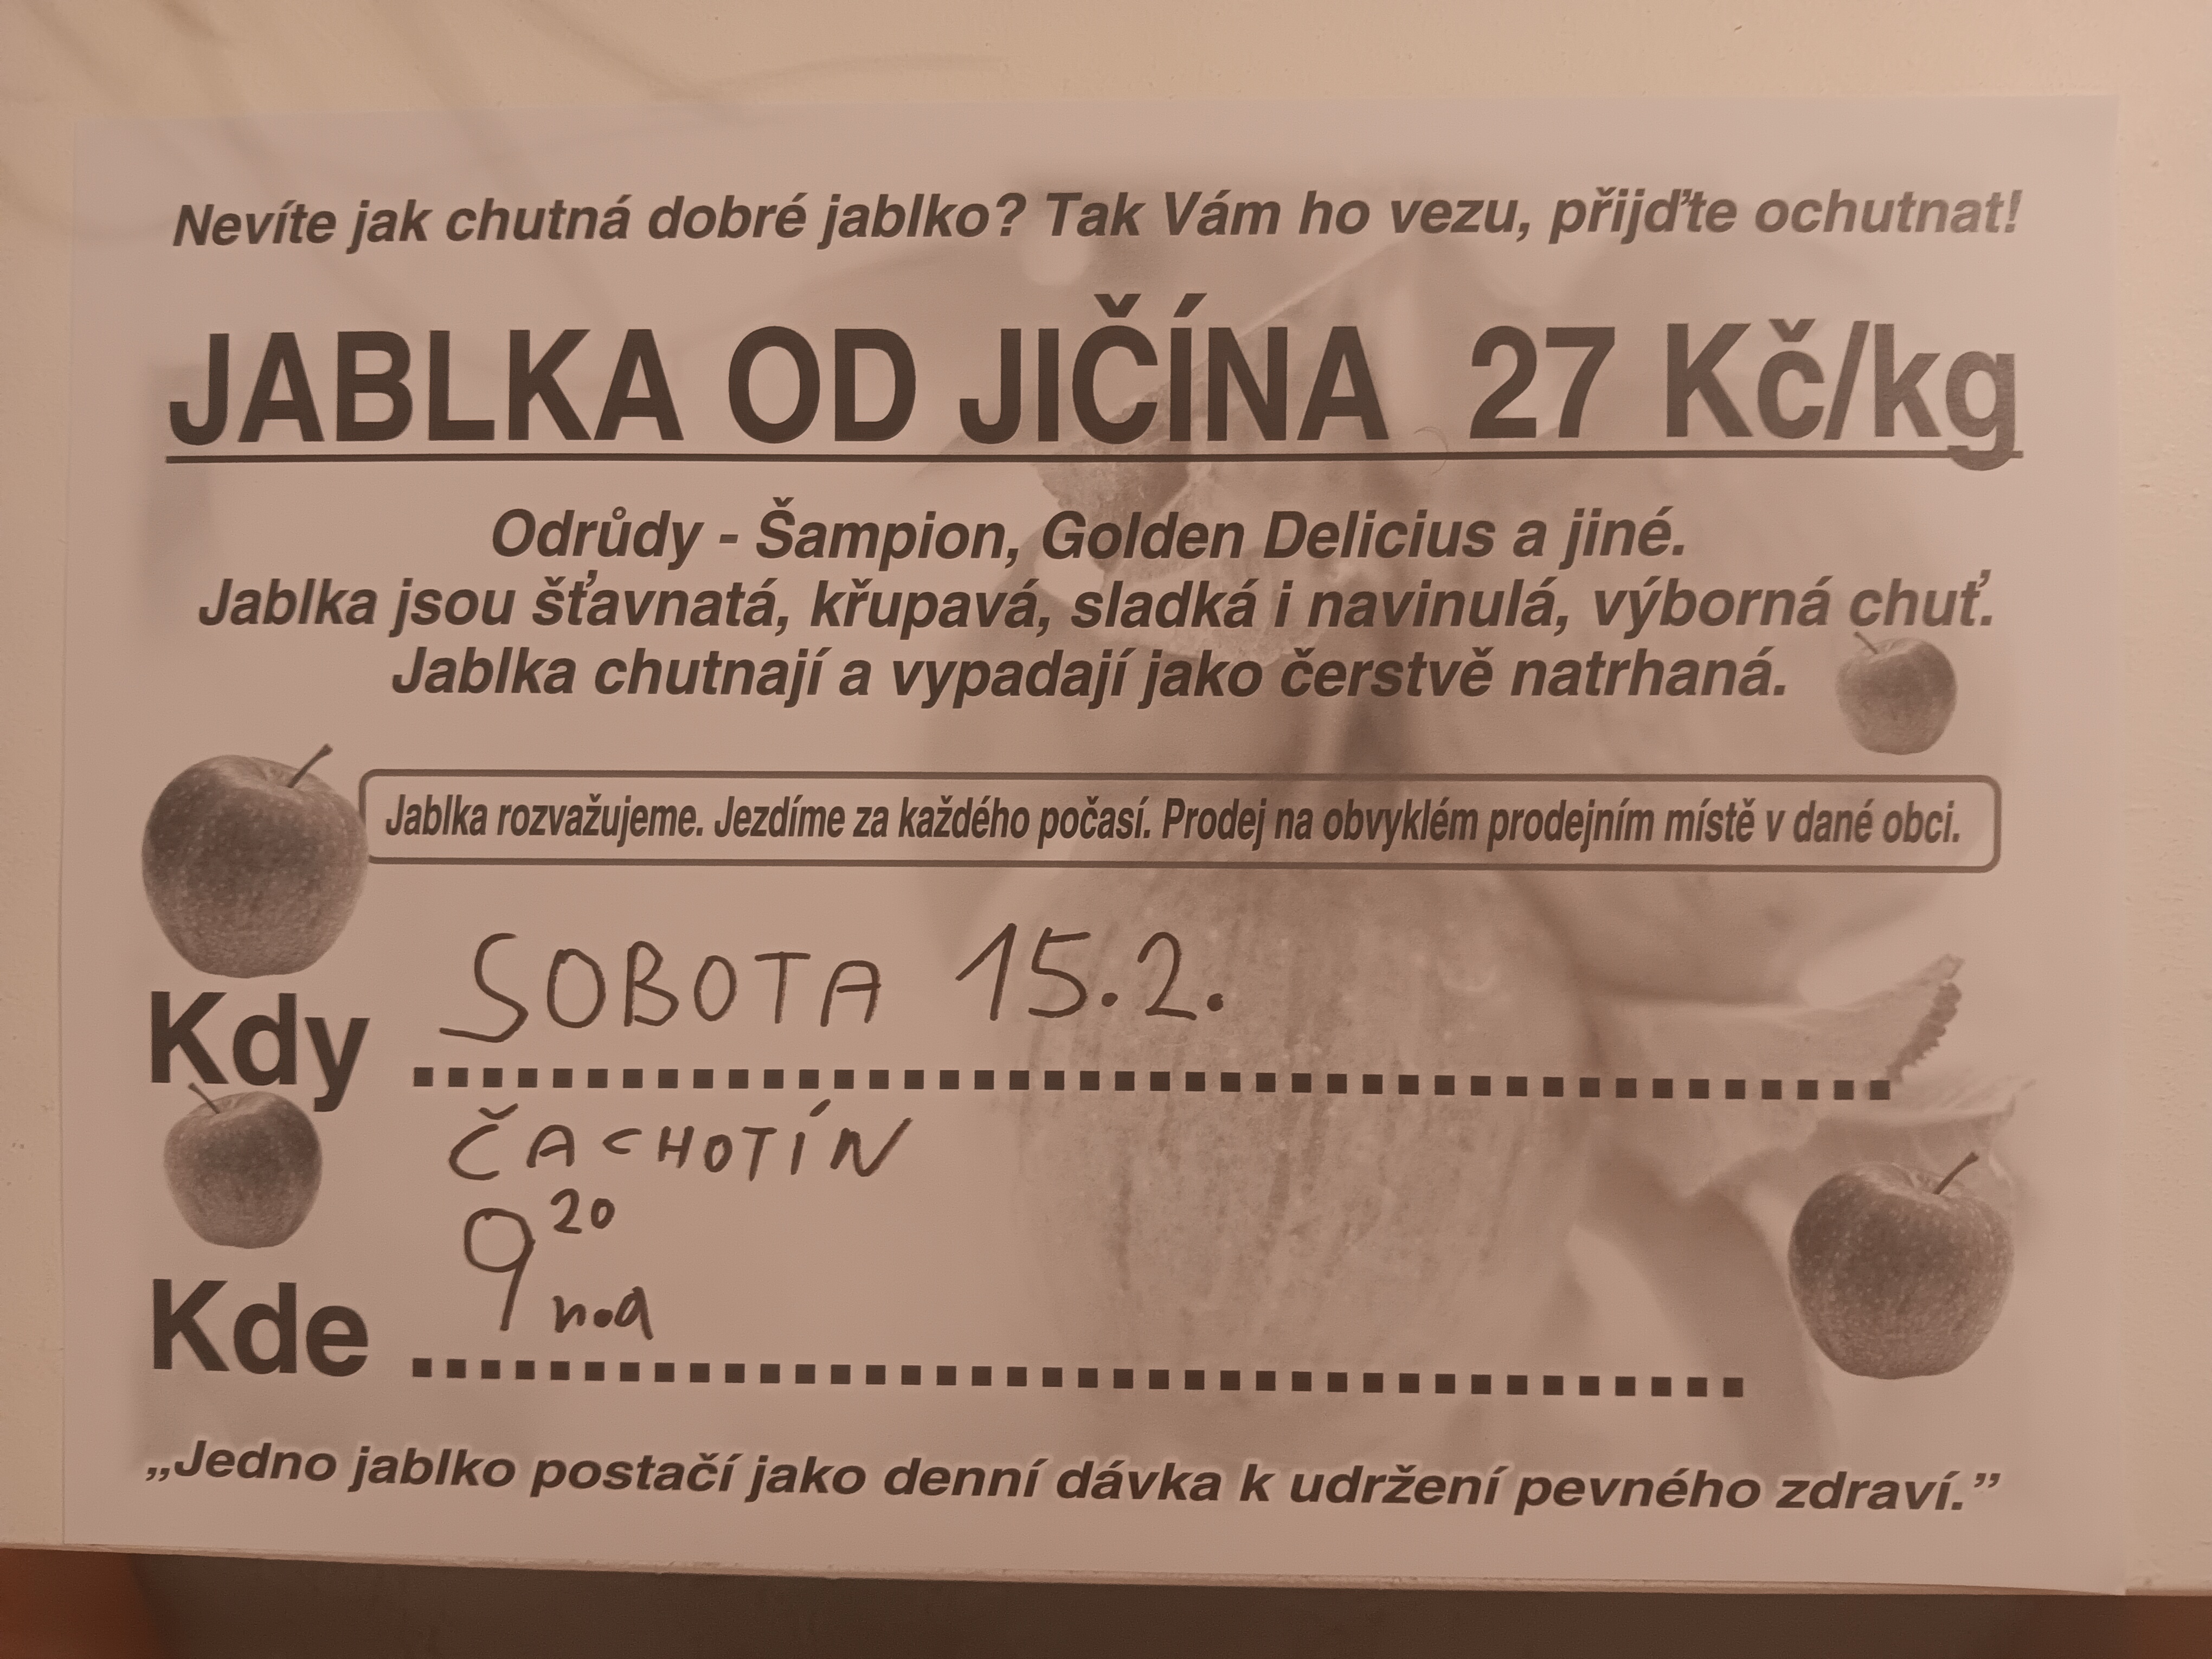 Nevíte jak chutná dobré jablko? Tak Vám ho vezu, přijďte ochutnat!
JABLKA OD JIČÍNA 27 Kč/kg
Odrůdy - Šampion, Golden Delicius a jiné.
Jablka jsou šťavnatá, křupavá, sladká i navinulá, výborná chuť.
Jablka chutnají a vypadají jako čerstvě natrhaná.
Jablka rozvažujeme. Jezdíme za každého počasí. Prodej na obvyklém prodejním místě v dané obci.
Kdy SOBOTA 15.2.
ČACHOTÍN
9 20
Kde hod
„Jedno jablko postačí jako denní dávka k udržení pevného zdraví.”